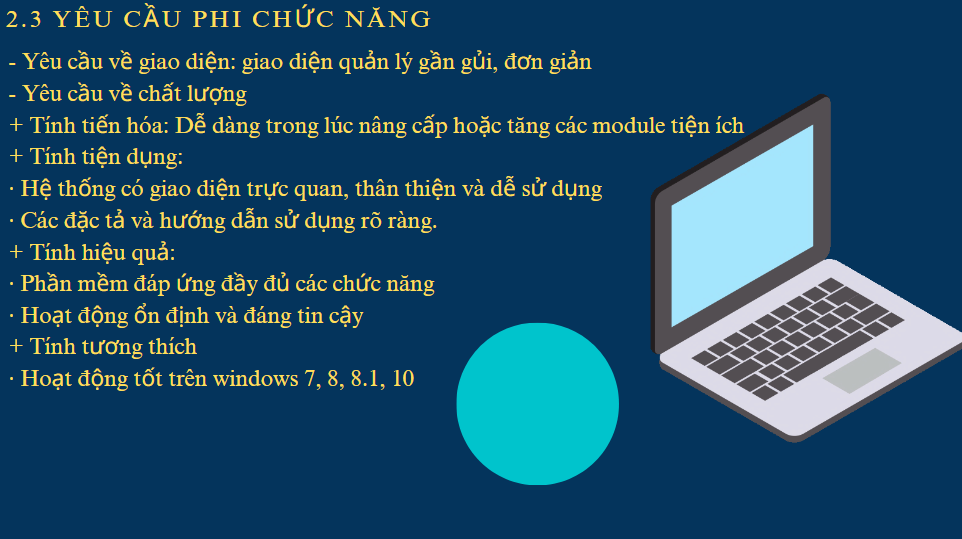 2.3 YÊU CẦU PHI CHỨC NĂNG
- Yêu cầu về giao diện: giao diện quản lý gần gủi, đơn giản
- Yêu cầu về chất lượng
+ Tính tiến hóa: Dễ dàng trong lúc nâng cấp hoặc tăng các module tiện ích
+ Tính tiện dụng:
· Hệ thống có giao diện trực quan, thân thiện và dễ sử dụng
· Các đặc tả và hướng dẫn sử dụng rõ ràng.
+ Tính hiệu quả:
· Phần mềm đáp ứng đầy đủ các chức năng
· Hoạt động ổn định và đáng tin cậy
+ Tính tương thích
· Hoạt động tốt trên windows 7, 8, 8.1, 10